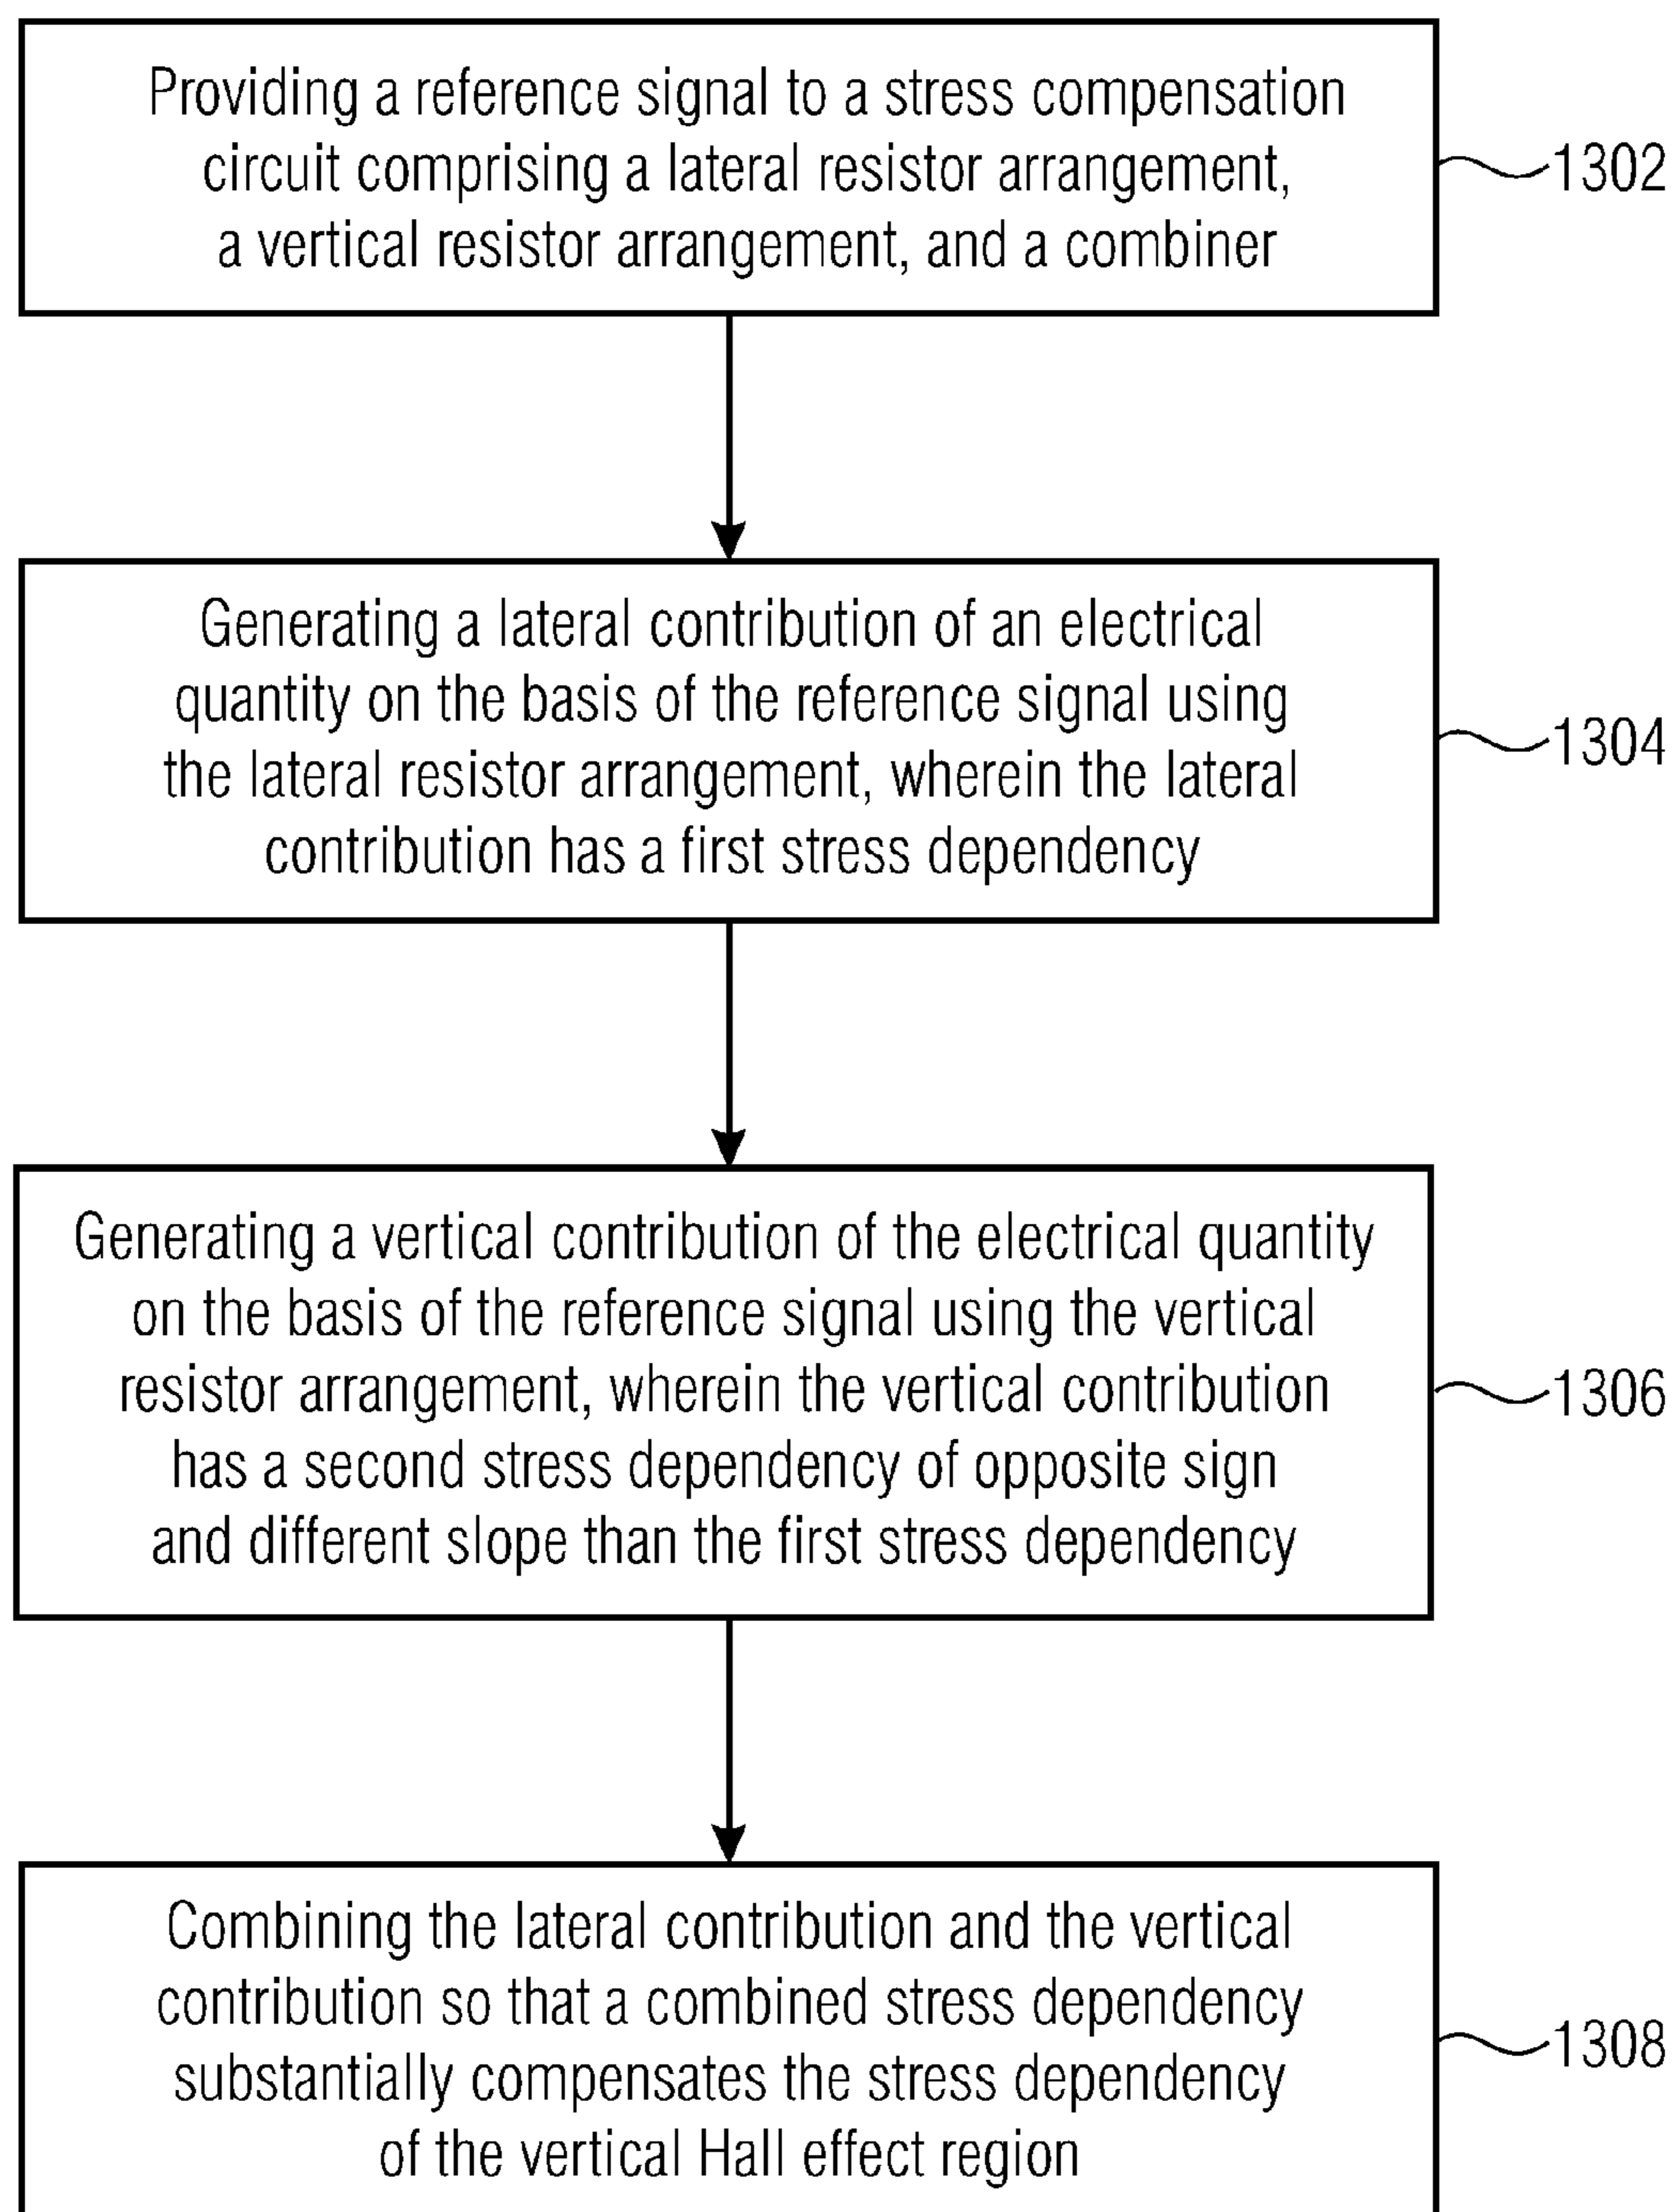 Providing a reference signal to a stress compensation
circuit comprising a lateral resistor arrangement,
a vertical resistor arrangement, and a combiner
1302
Generating a lateral contribution of an electrical
quantity on the basis of the reference signal using
the lateral resistor arrangement, wherein the lateral
contribution has a first stress dependency
1304
Generating a vertical contribution of the electrical quantity
on the basis of the reference signal using the vertical
resistor arrangement, wherein the vertical contribution
has a second stress dependency of opposite sign
and different slope than the first stress dependency
1306
Combining the lateral contribution and the vertical
contribution so that a combined stress dependency
substantially compensates the stress dependency
of the vertical Hall effect region
1308